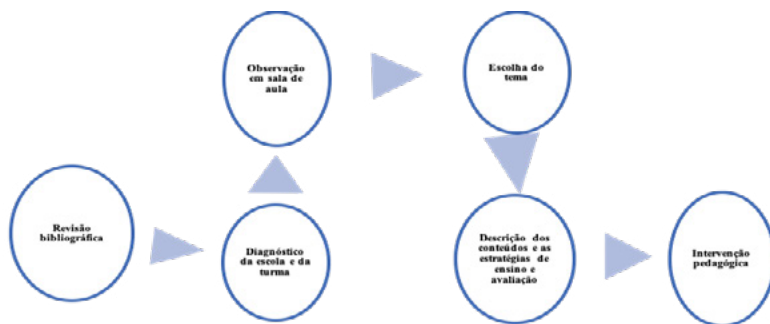 Revisão
bibliográfica
Diagnóstico
da escola e da
turma
Observação
em sala de
aula
Escolha do
tema
Descrição dos
conteúdos e as
estratégias de
ensino e
avaliação
Intervenção
pedagógica